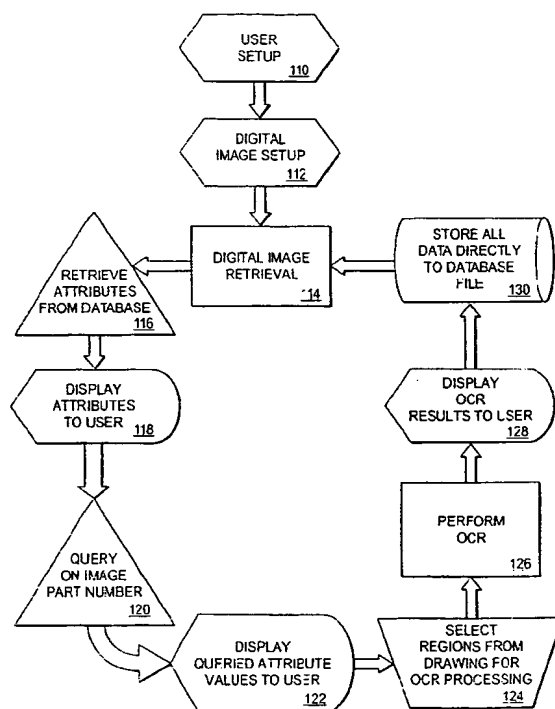 USER
SETUP
110
DIGITAL
IMAGE SETUP
112
DIGITAL IMAGE
RETRIEVAL
114
RETRIEVE
ATTRIBUTES
FROM DATABASE
116
DISPLAY
ATTRIBUTES
TO USER
118
QUERY
ON IMAGE
PART NUMBER
120
DISPLAY
QUERIED ATTRIBUTE
VALUES TO USER
122
SELECT
REGIONS FROM
DRAWING FOR
OCR PROCESSING
124
PERFORM
OCR
126
DISPLAY
OCR
RESULTS TO USER
128
STORE ALL
DATA DIRECTLY
TO DATABASE
FILE
130